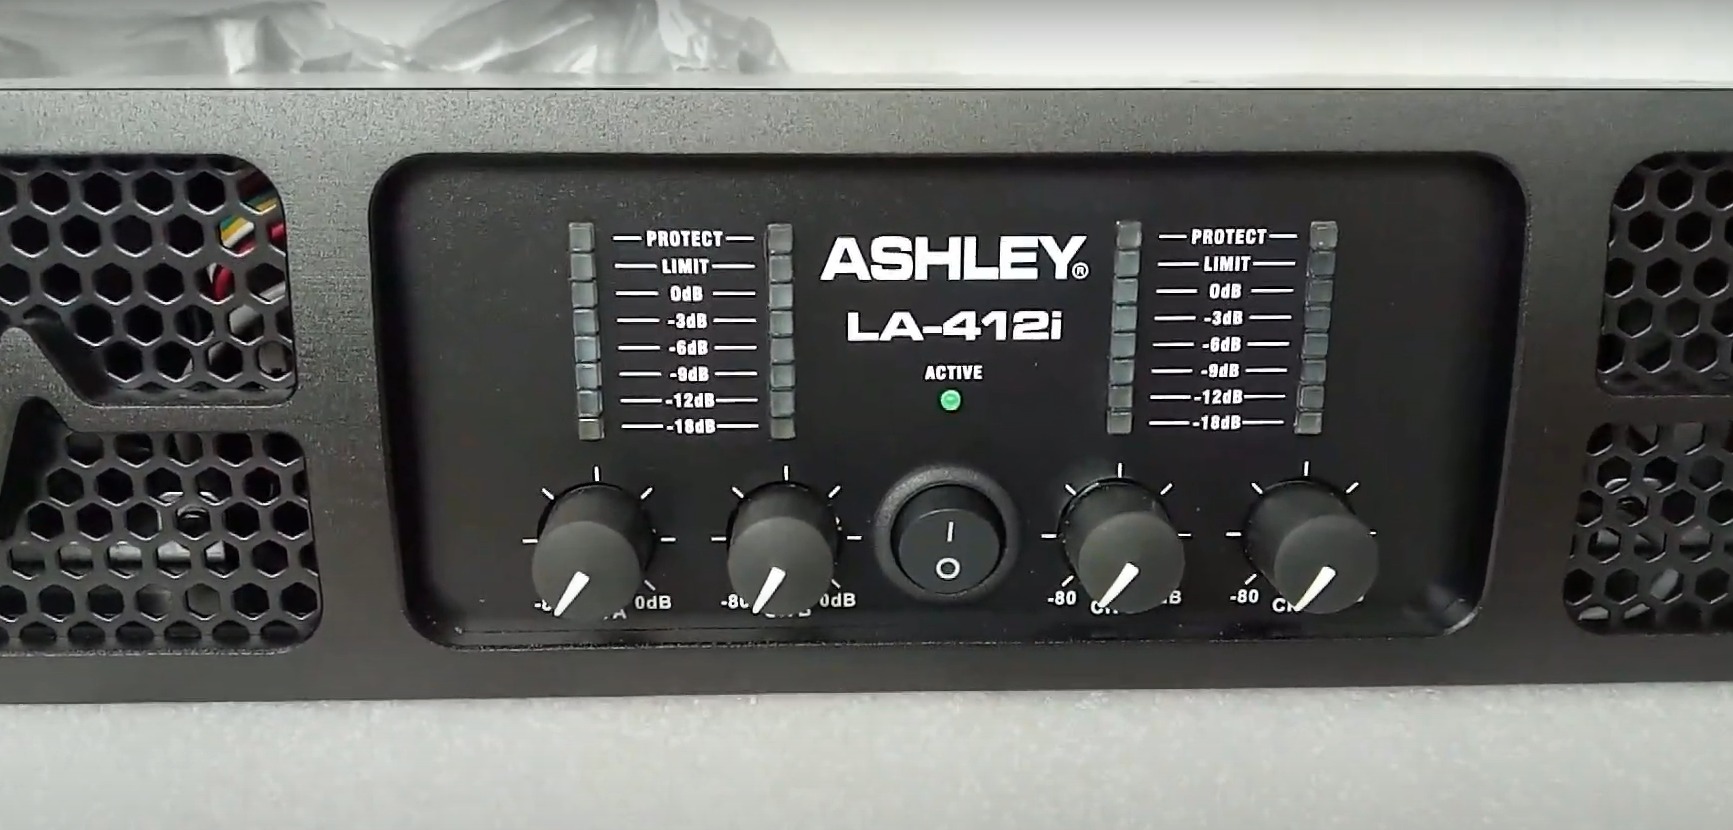 PROTECT
LIMIT
0dB
-3dB
-6dB
-9dB
-12dB
-18dB
ASHLEY®
LA-412i
ACTIVE
PROTECT
LIMIT
0dB
-3dB
-6dB
-9dB
-12dB
-18dB
0dB
0dB
-80
-80